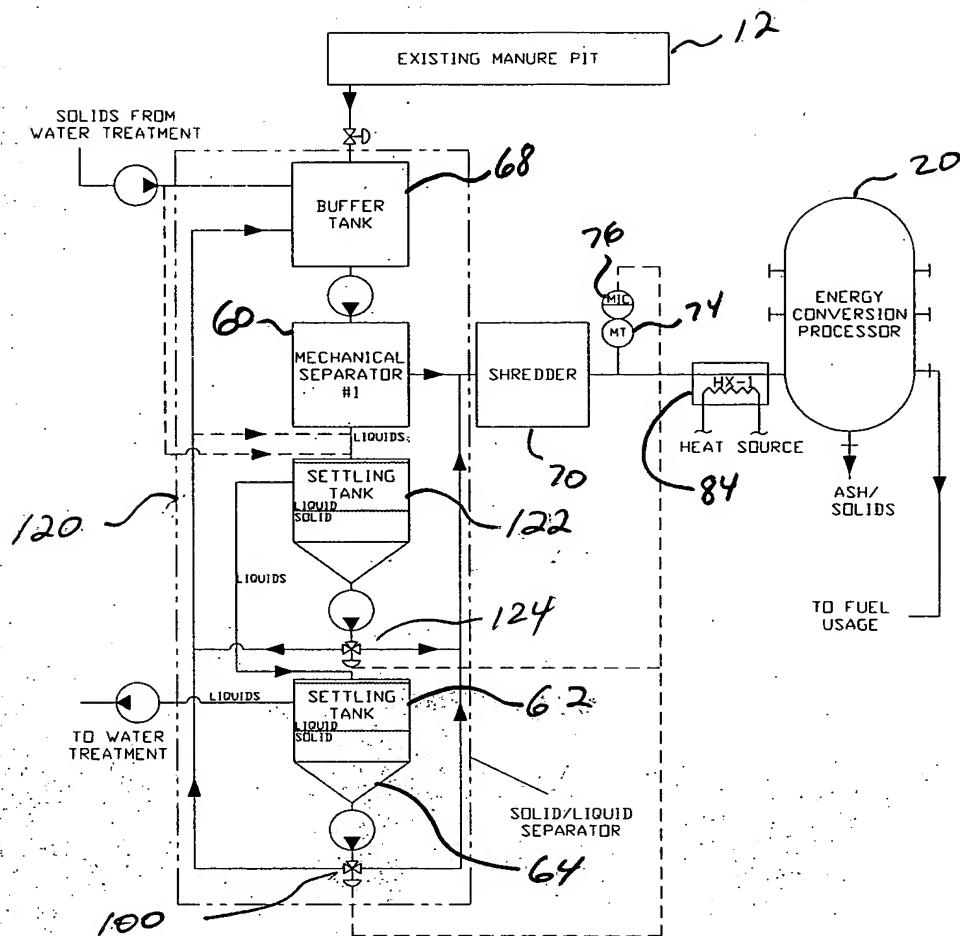 12
EXISTING MANURE PIT
SOLIDS FROM
WATER TREATMENT
68
BUFFER
TANK
20
76
MIC
74
MT
ENERGY
CONVERSION
PROCESSOR
60
MECHANICAL
SEPARATOR
#1
SHREDDER
HX-1
HEAT SOURCE
84
70
LIQUIDS
SETTLING
TANK
LIQUID
SOLID
122
120
ASH/
SOLIDS
LIQUIDS
124
TO FUEL
USAGE
LIQUIDS
SETTLING
TANK
LIQUID
SOLID
62
TO WATER
TREATMENT
SOLID/LIQUID
SEPARATOR
64
100